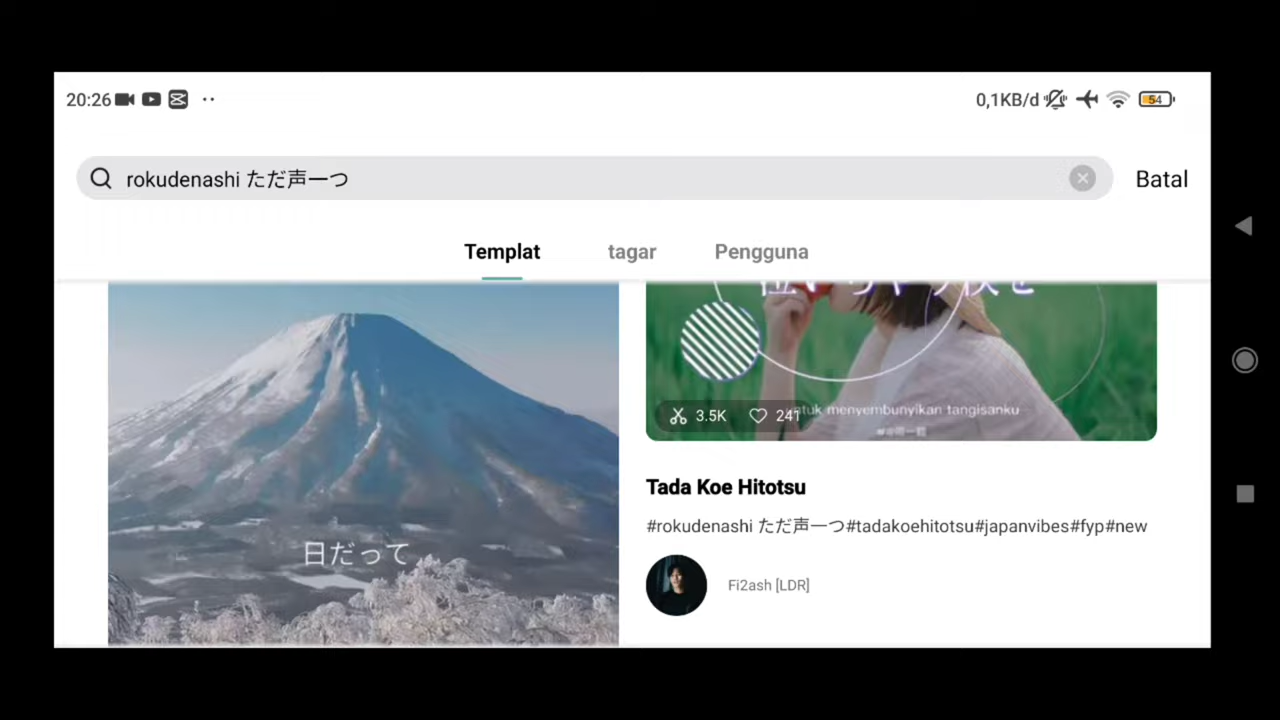 20:26
0,1KB/d
54
rokudenashi ただ声一つ
Batal
Templat
tagar
Pengguna
日だって
3.5K
241
untuk menyembunyikan tangisanku
Tada Koe Hitotsu
#rokudenashi ただ声一つ#tadakoehitotsu#japanvibes#fyp#new
Fi2ash [LDR]